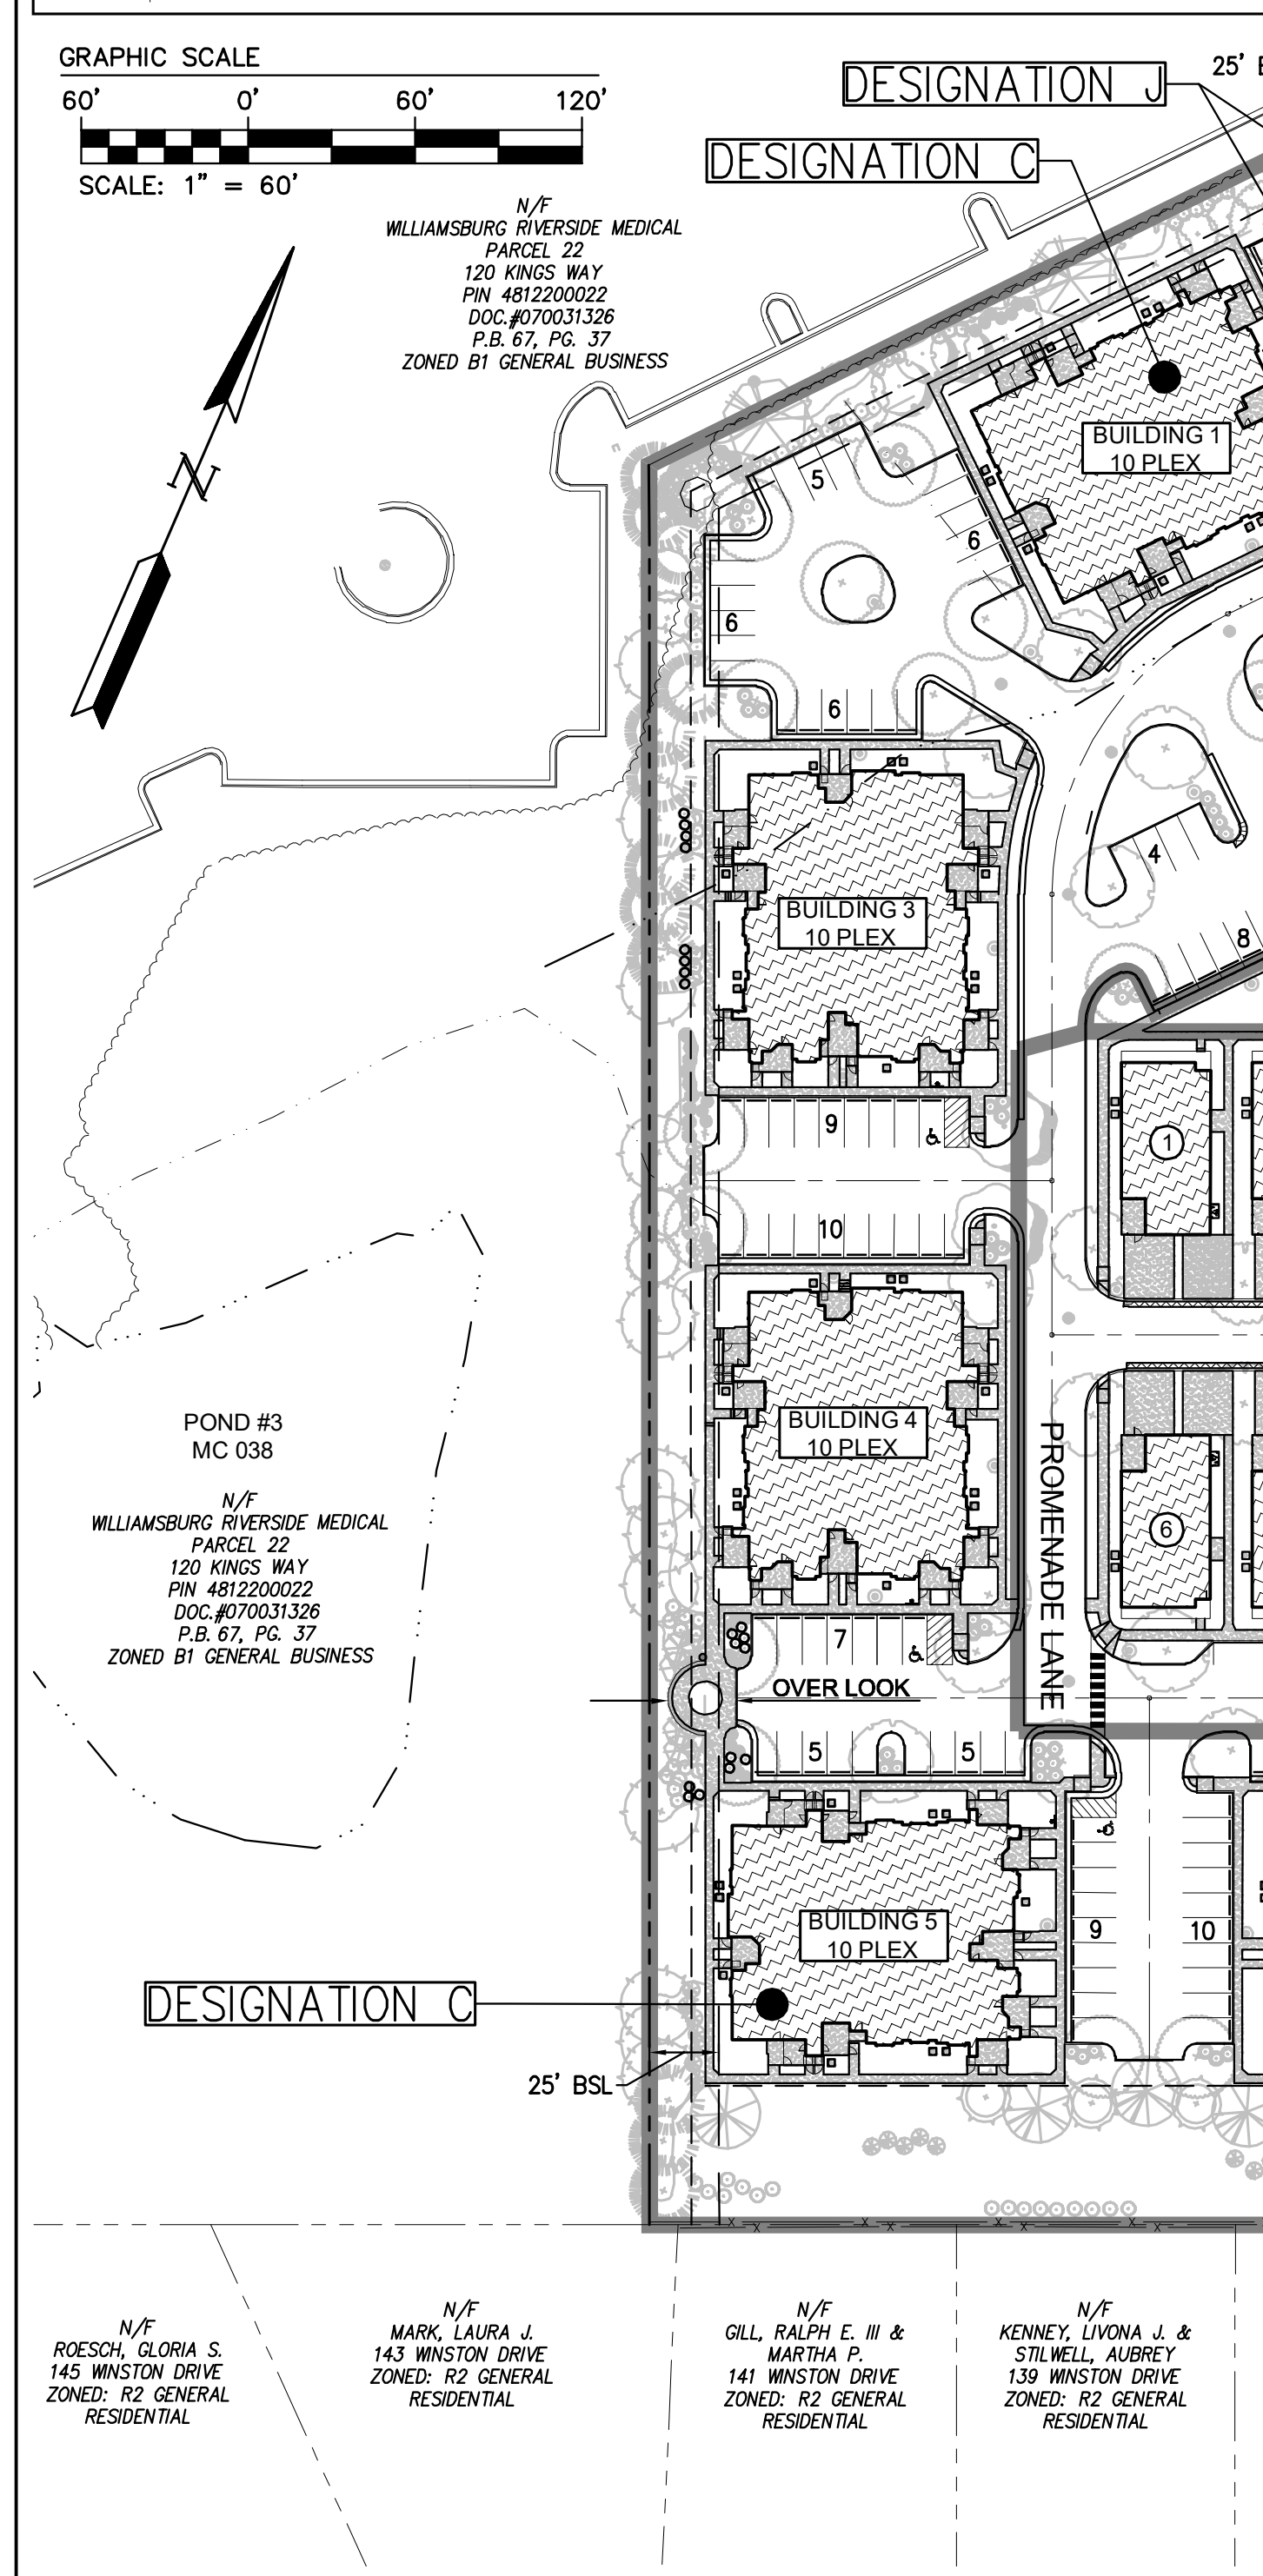 GRAPHIC SCALE
60' 0' 60' 120'
SCALE: 1" = 60'
DESIGNATION J
25'
DESIGNATION C
N/F
WILLIAMSBURG RIVERSIDE MEDICAL
PARCEL 22
120 KINGS WAY
PIN 4812200022
DOC.#070031326
P.B. 67, PG. 37
ZONED B1 GENERAL BUSINESS
N
BUILDING 1
10 PLEX
5
6
6
6
4
8
BUILDING 3
10 PLEX
9
10
1
BUILDING 4
10 PLEX
PROMENADE LANE
6
POND #3
MC 038
N/F
WILLIAMSBURG RIVERSIDE MEDICAL
PARCEL 22
120 KINGS WAY
PIN 4812200022
DOC.#070031326
P.B. 67, PG. 37
ZONED B1 GENERAL BUSINESS
7
OVER LOOK
5 5
BUILDING 5
10 PLEX
9 10
DESIGNATION C
25' BSL
N/F
ROESCH, GLORIA S.
145 WINSTON DRIVE
ZONED: R2 GENERAL
RESIDENTIAL
N/F
MARK, LAURA J.
143 WINSTON DRIVE
ZONED: R2 GENERAL
RESIDENTIAL
N/F
GILL, RALPH E. III &
MARTHA P.
141 WINSTON DRIVE
ZONED: R2 GENERAL
RESIDENTIAL
N/F
KENNEY, LIVONA J. &
STILWELL, AUBREY
139 WINSTON DRIVE
ZONED: R2 GENERAL
RESIDENTIAL